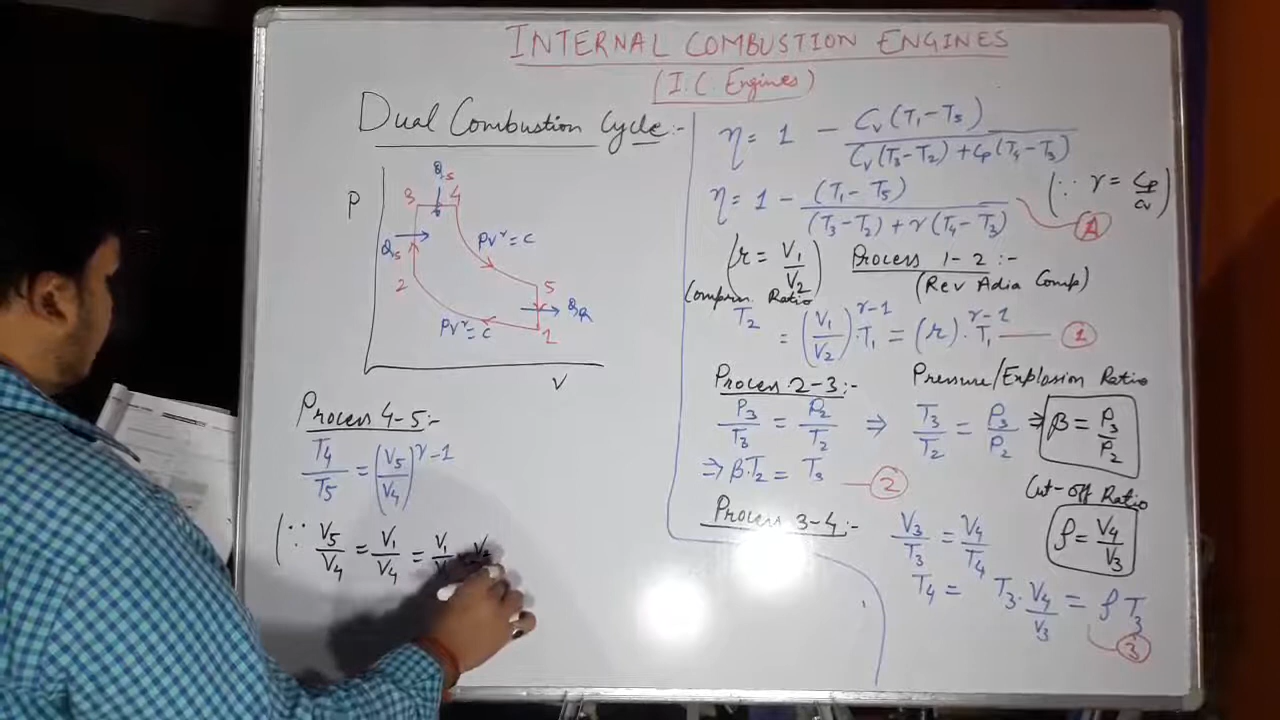 INTERNAL COMBUSTION ENGINES
(I.C. Engines)
Dual Combustion Cycle:-
P
Qs
3 4
Qs
PV^γ = C
2
5
QR
PV^γ = C
1
V
Process 4-5:-
T4/T5 = (V5/V4)^γ-1
(∵ V5/V4 = V1/V4 = V1/
η = 1 - Cv(T1-T5)/Cv(T3-T2)+Cp(T4-T3)
η = 1 - (T1-T5)/(T3-T2)+γ(T4-T3)
A
(∵ γ = Cp/Cv)
(r = V1/V2)
Process 1-2:-
(Rev Adia Comp)
Ratio
T2 = (V1/V2)^γ-1 · T1 = (r)^γ-1 · T1
1
Process 2-3:-
Pressure/Explosion Ratio
P3/T3 = P2/T2 ⇒ T3/T2 = P3/P2 ⇒ β = P3/P2
⇒ β·T2 = T3
2
Cut-off Ratio
Process 3-4:-
V3/T3 = V4/T4
ρ = V4/V3
T4 = T3 · V4/V3 = ρ T3
3